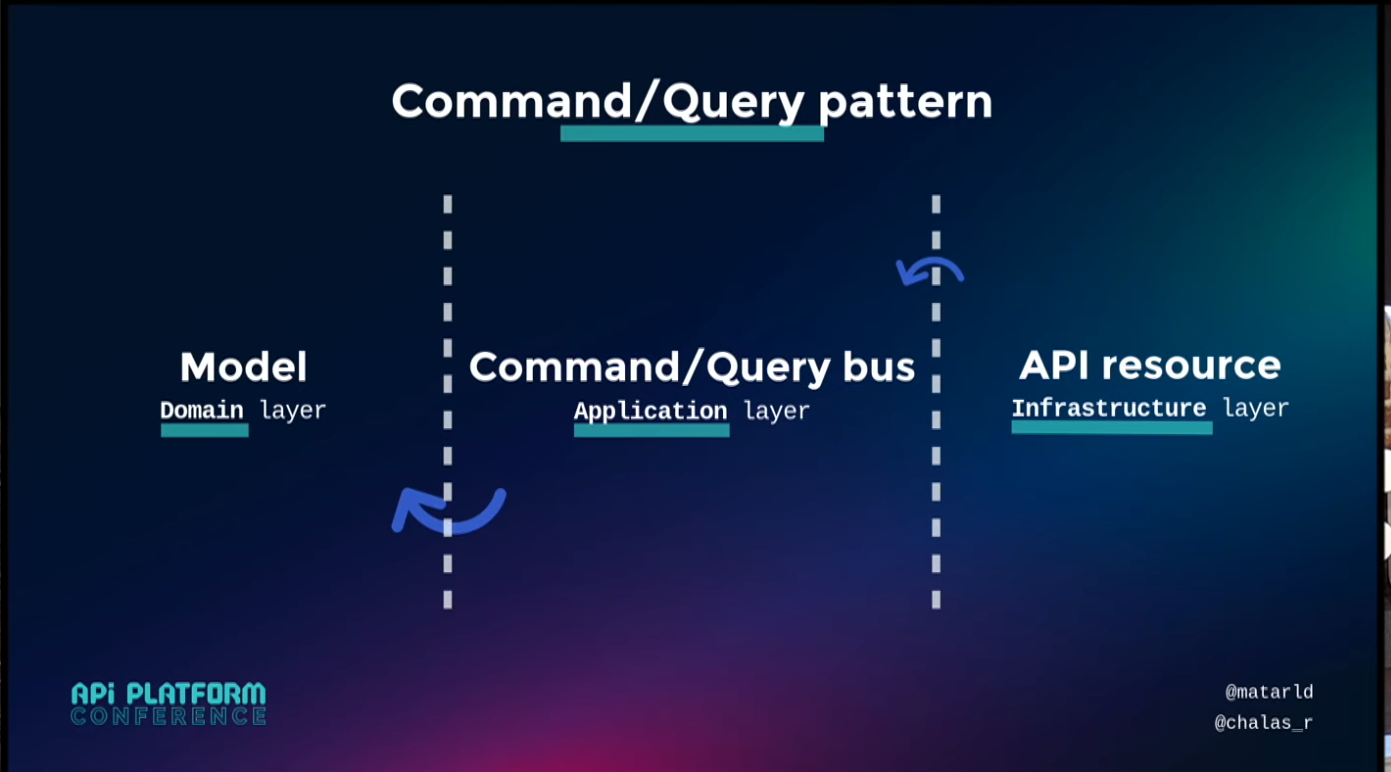 Command/Query pattern
Model
Domain layer
Command/Query bus
Application layer
API resource
Infrastructure layer
APi PLATFORM
CONFERENCE
@matarld
@chalas_r